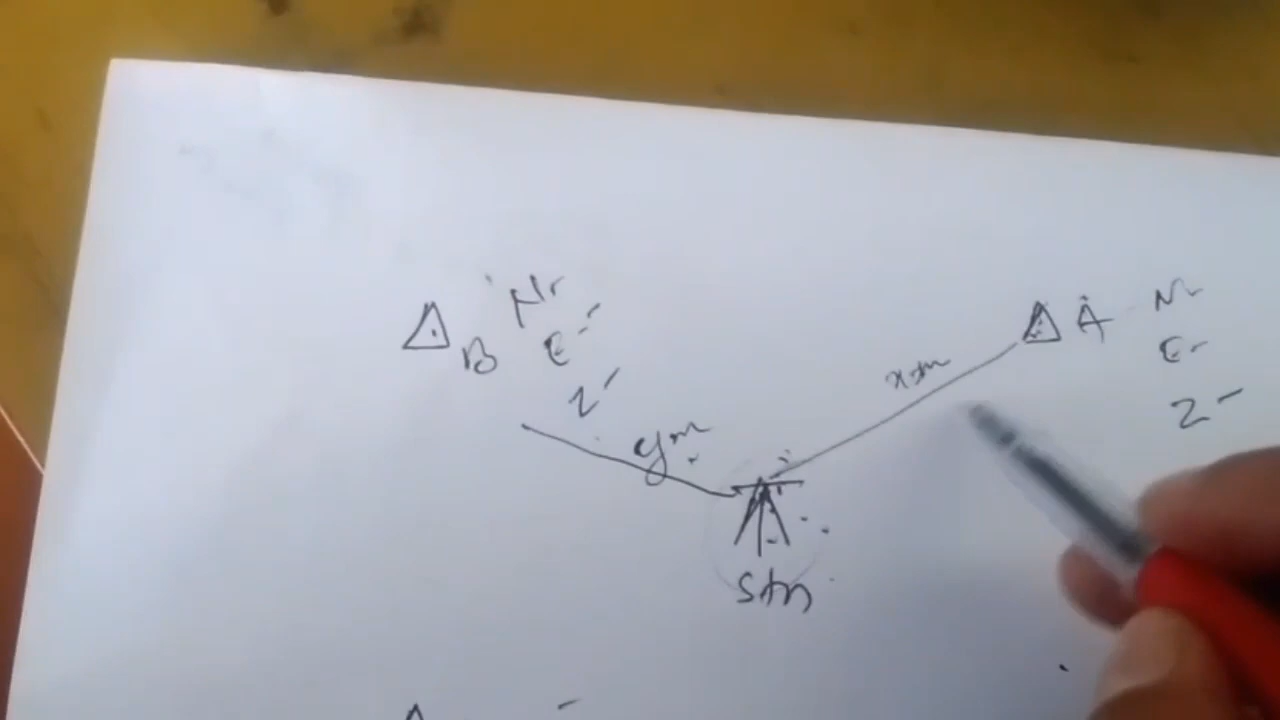 B
N-
E-
Z-
A
N-
E-
Z-
xm
ym
Stn